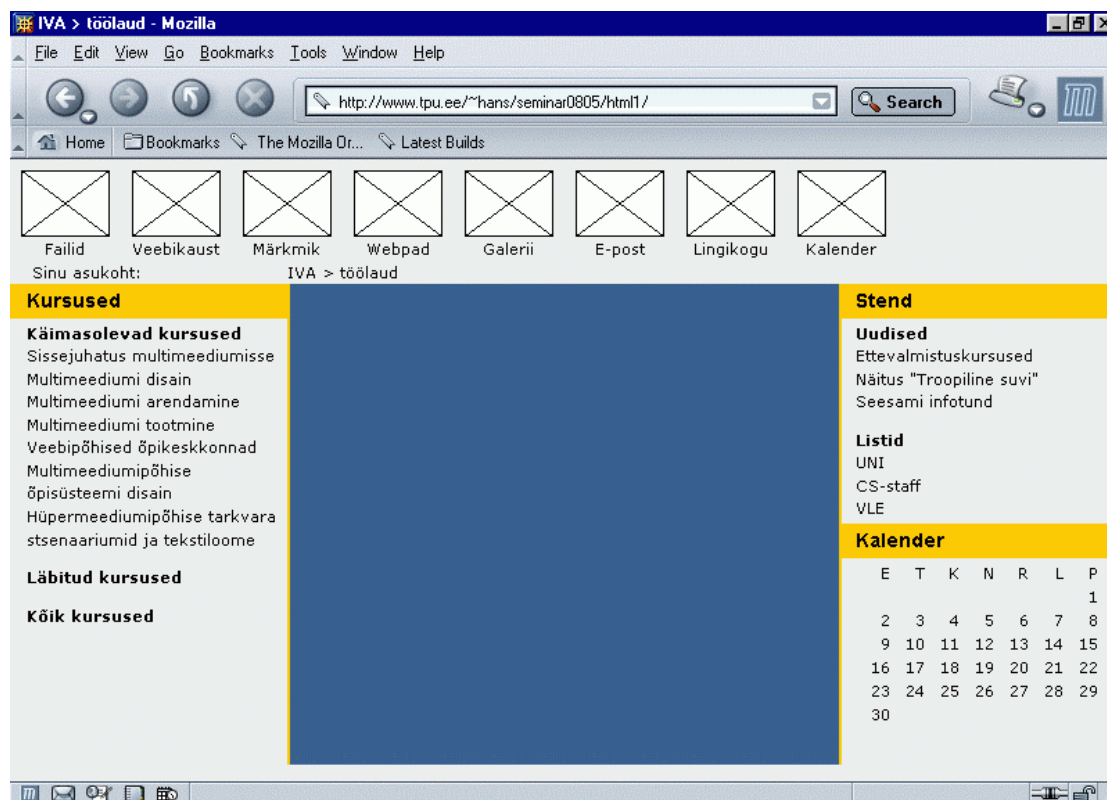 IVA > töölaud - Mozilla
File Edit View Go Bookmarks Tools Window Help
http://www.tpu.ee/~hans/seminar0805/html1/ Search
Home Bookmarks The Mozilla Or... Latest Builds
Failid Veebikaust Märkmik Webpad Galerii E-post Lingikogu Kalender
Sinu asukoht: IVA > töölaud
Kursused
Käimasolevad kursused
Sissejuhatus multimeediumisse
Multimeediumi disain
Multimeediumi arendamine
Multimeediumi tootmine
Veebipõhised õpikeskkonnad
Multimeediumipõhise
õpisüsteemi disain
Hüpermeediumipõhise tarkvara
stsenaariumid ja tekstiloome
Läbitud kursused
Kõik kursused
Stend
Uudised
Ettevalmistuskursused
Näitus "Troopiline suvi"
Seesami infotund
Listid
UNI
CS-staff
VLE
Kalender
E T K N R L P
1
2 3 4 5 6 7 8
9 10 11 12 13 14 15
16 17 18 19 20 21 22
23 24 25 26 27 28 29
30